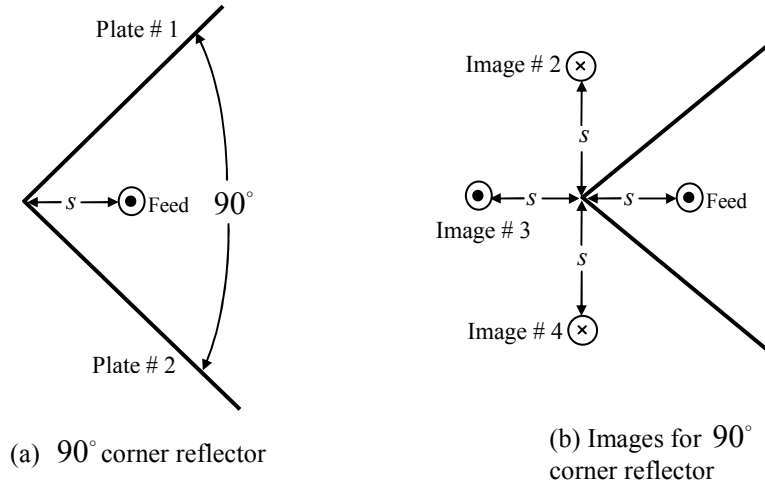 Plate # 1
s
Feed
90°
Plate # 2
(a) 90° corner reflector
Image # 2
s
s
s
Feed
Image # 3
s
Image # 4
(b) Images for 90°
corner reflector